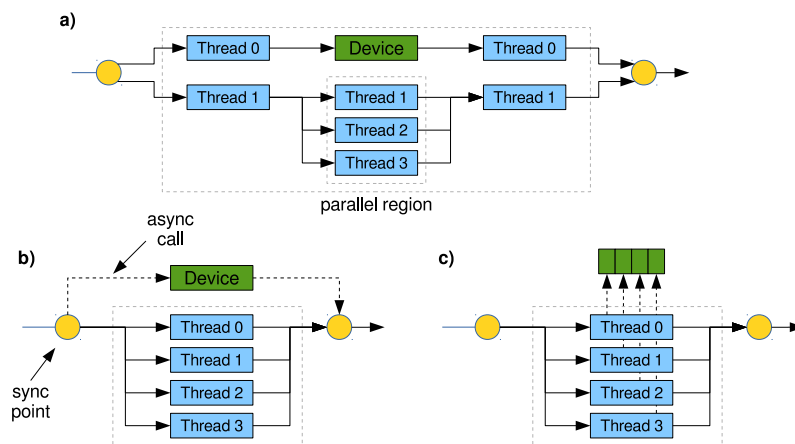 a)
Thread 0
Device
Thread 0
Thread 1
Thread 1
Thread 1
Thread 2
Thread 3
parallel region
b)
async
call
Device
Thread 0
Thread 1
Thread 2
Thread 3
sync
point
c)
Thread 0
Thread 1
Thread 2
Thread 3